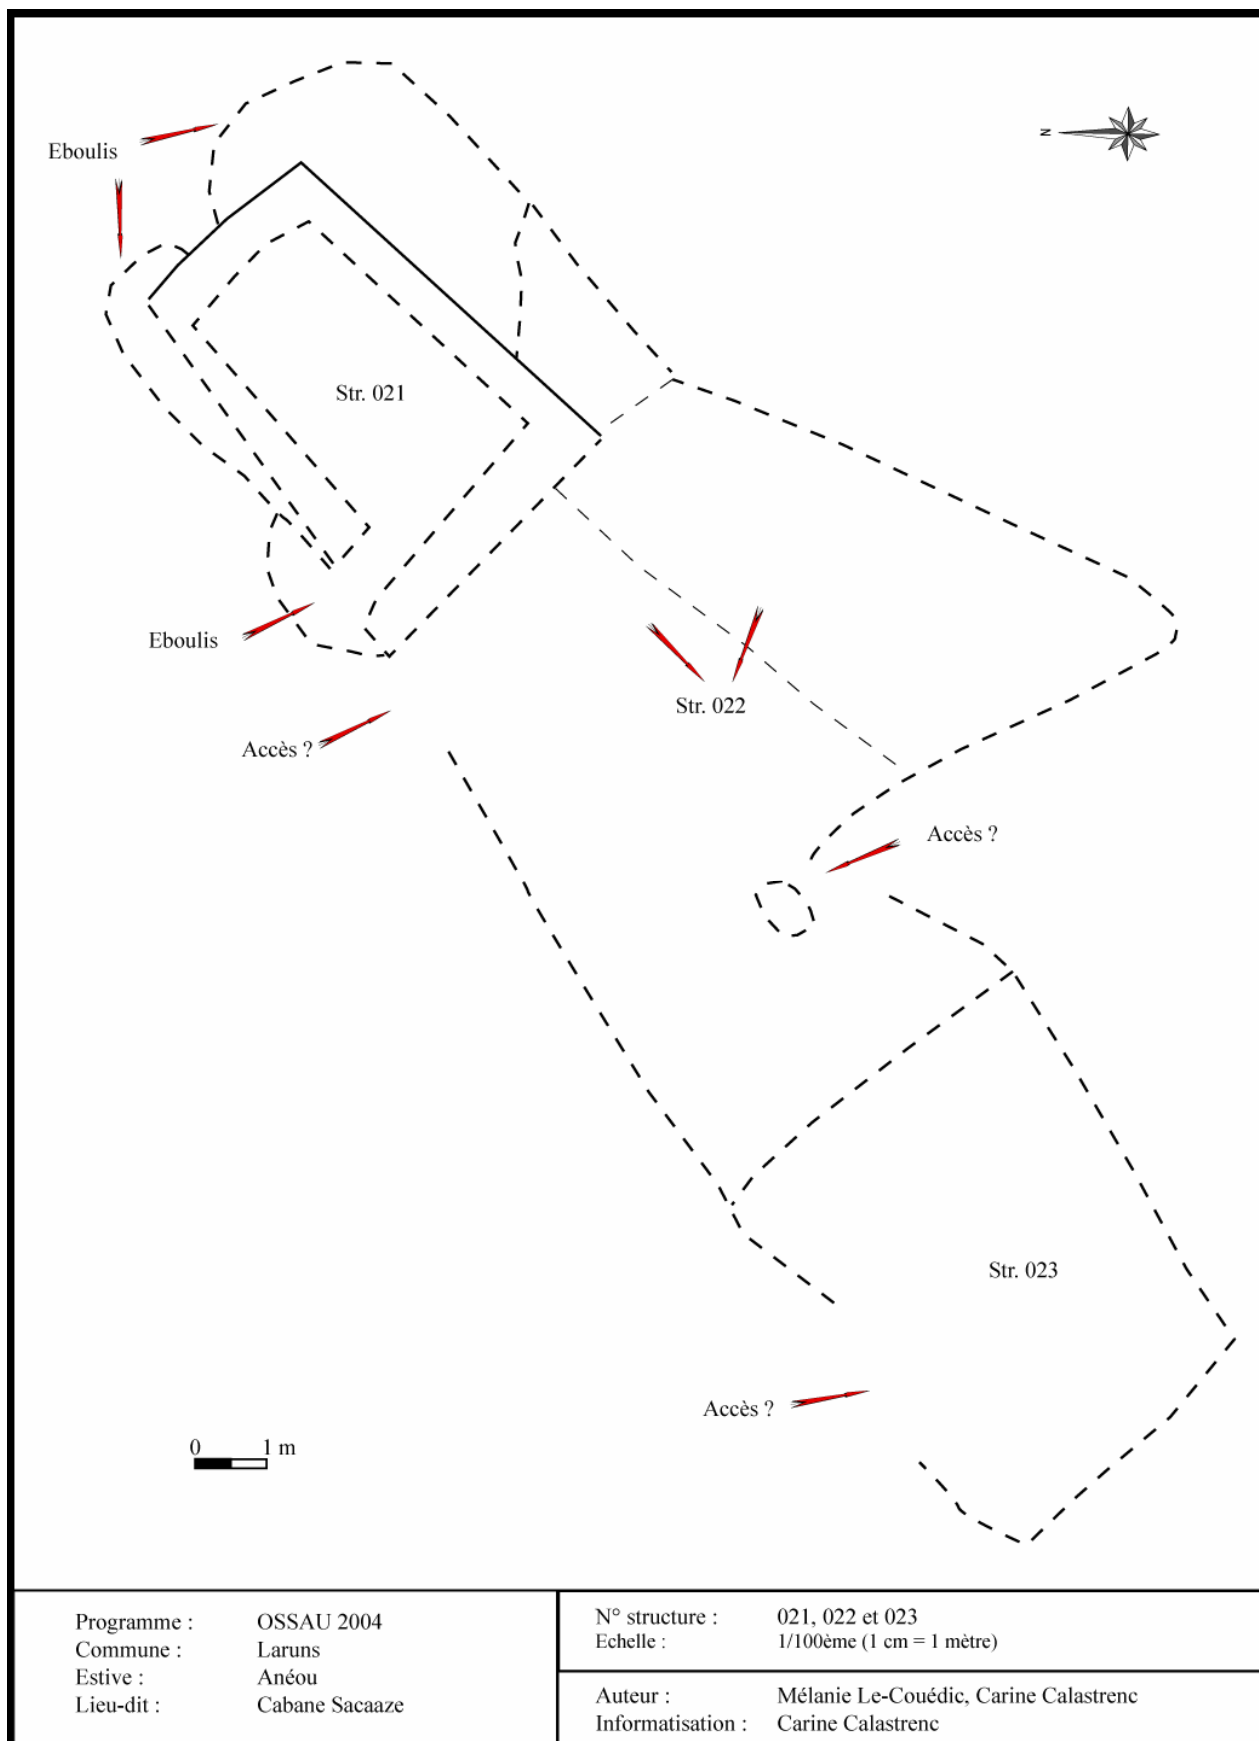 N
Eboulis
Str. 021
Eboulis
Str. 022
Accès ?
Accès ?
Str. 023
Accès ?
0 1 m
Programme : OSSAU 2004
Commune : Laruns
Estive : Anéou
Lieu-dit : Cabane Sacaaze
N° structure : 021, 022 et 023
Echelle : 1/100ème (1 cm = 1 mètre)
Auteur : Mélanie Le-Couédic, Carine Calastrenc
Informatisation : Carine Calastrenc